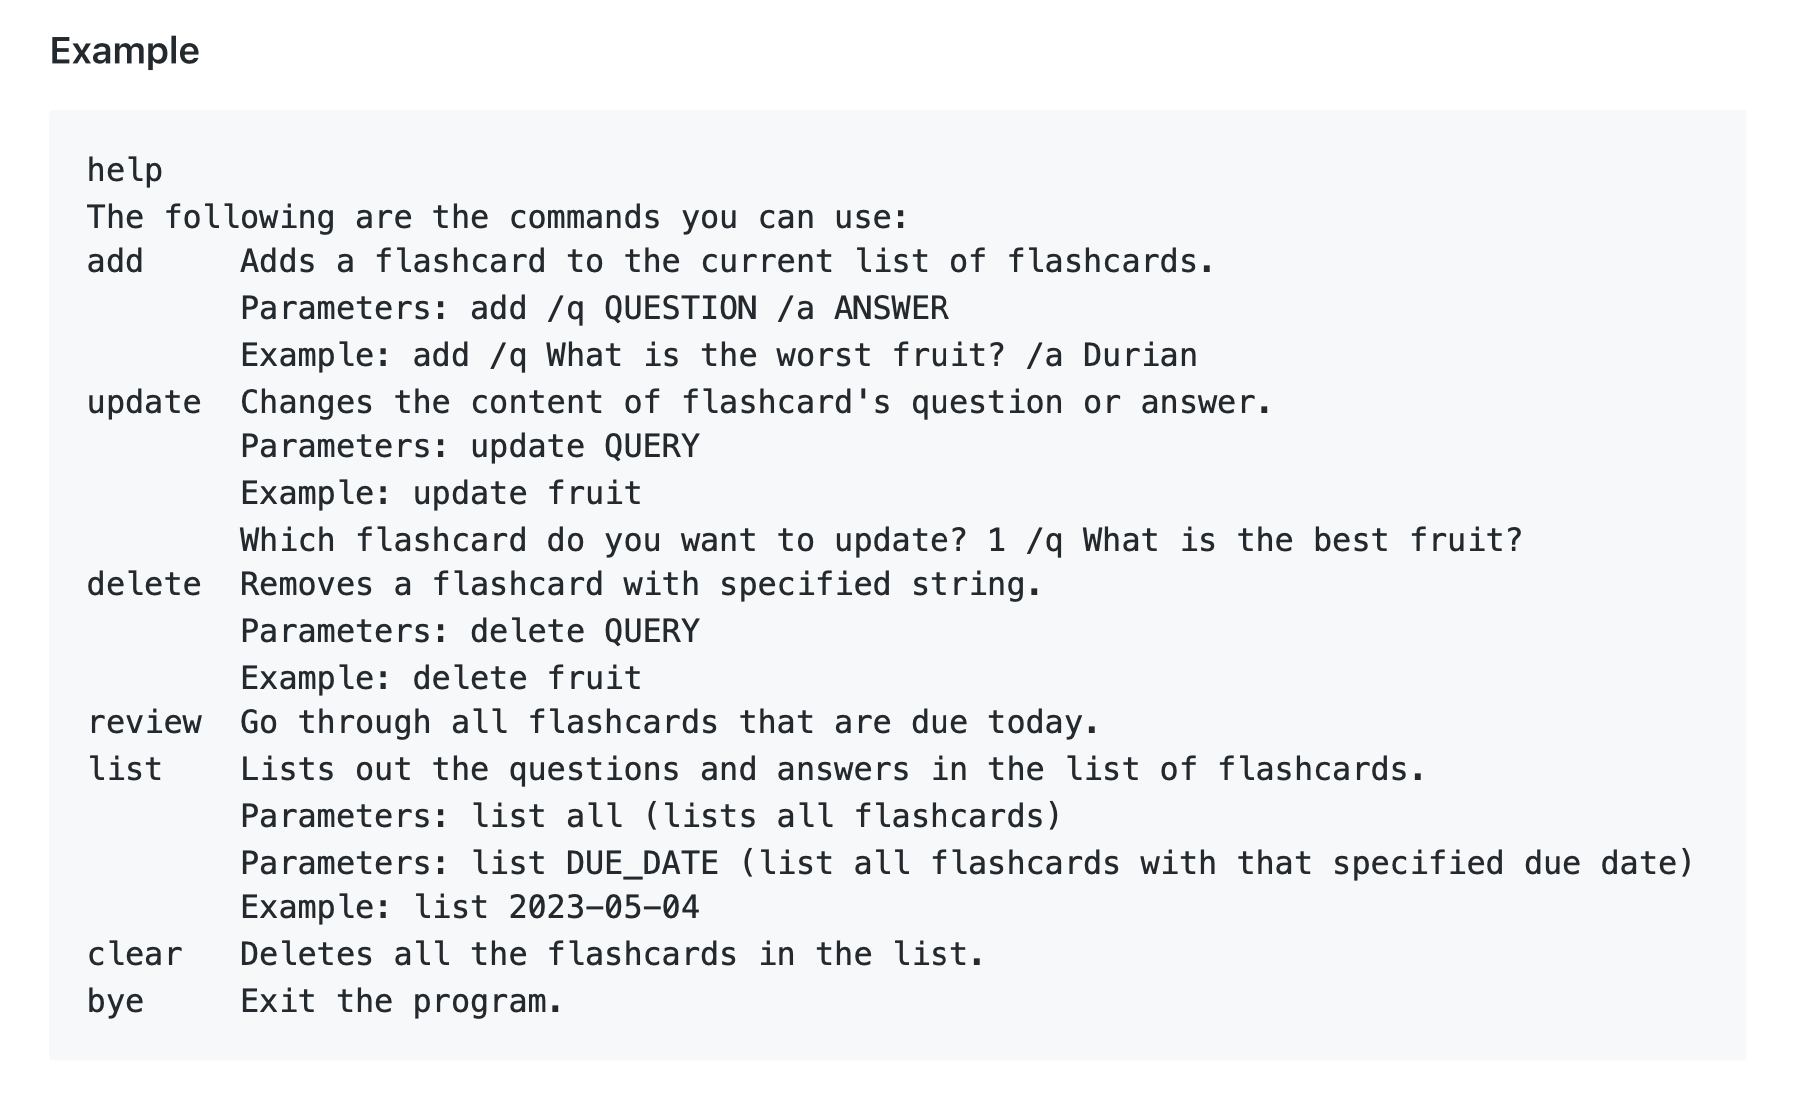 Example
help
The following are the commands you can use:
add     Adds a flashcard to the current list of flashcards.
        Parameters: add /q QUESTION /a ANSWER
        Example: add /q What is the worst fruit? /a Durian
update  Changes the content of flashcard's question or answer.
        Parameters: update QUERY
        Example: update fruit
        Which flashcard do you want to update? 1 /q What is the best fruit?
delete  Removes a flashcard with specified string.
        Parameters: delete QUERY
        Example: delete fruit
review  Go through all flashcards that are due today.
list    Lists out the questions and answers in the list of flashcards.
        Parameters: list all (lists all flashcards)
        Parameters: list DUE_DATE (list all flashcards with that specified due date)
        Example: list 2023-05-04
clear   Deletes all the flashcards in the list.
bye     Exit the program.